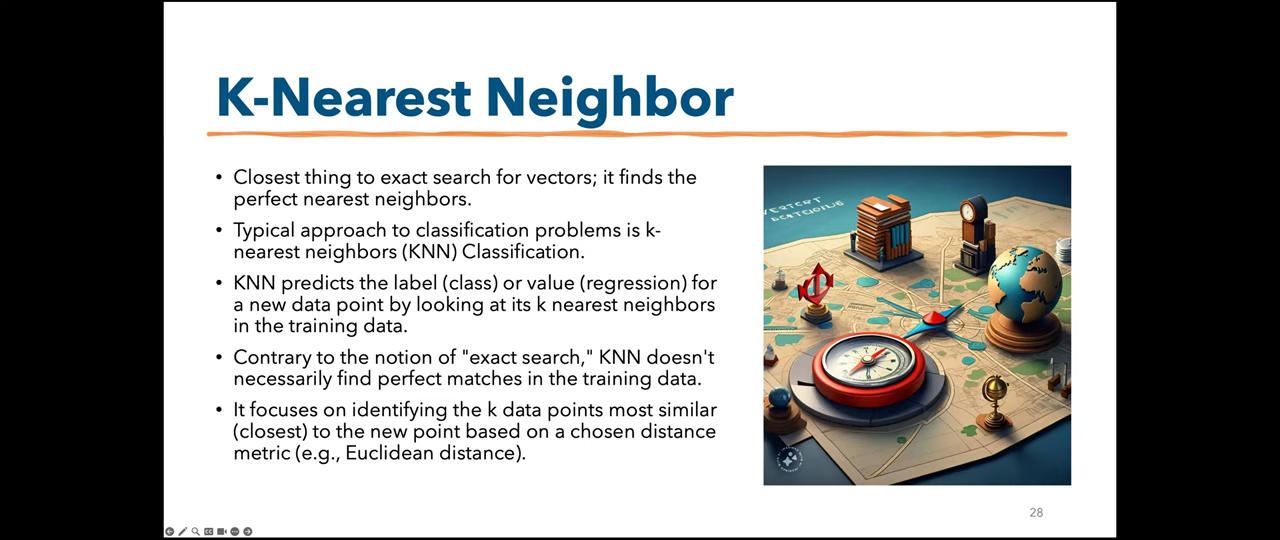 K-Nearest Neighbor
• Closest thing to exact search for vectors; it finds the
perfect nearest neighbors.
• Typical approach to classification problems is k-
nearest neighbors (KNN) Classification.
• KNN predicts the label (class) or value (regression) for
a new data point by looking at its k nearest neighbors
in the training data.
• Contrary to the notion of "exact search," KNN doesn't
necessarily find perfect matches in the training data.
• It focuses on identifying the k data points most similar
(closest) to the new point based on a chosen distance
metric (e.g., Euclidean distance).
28